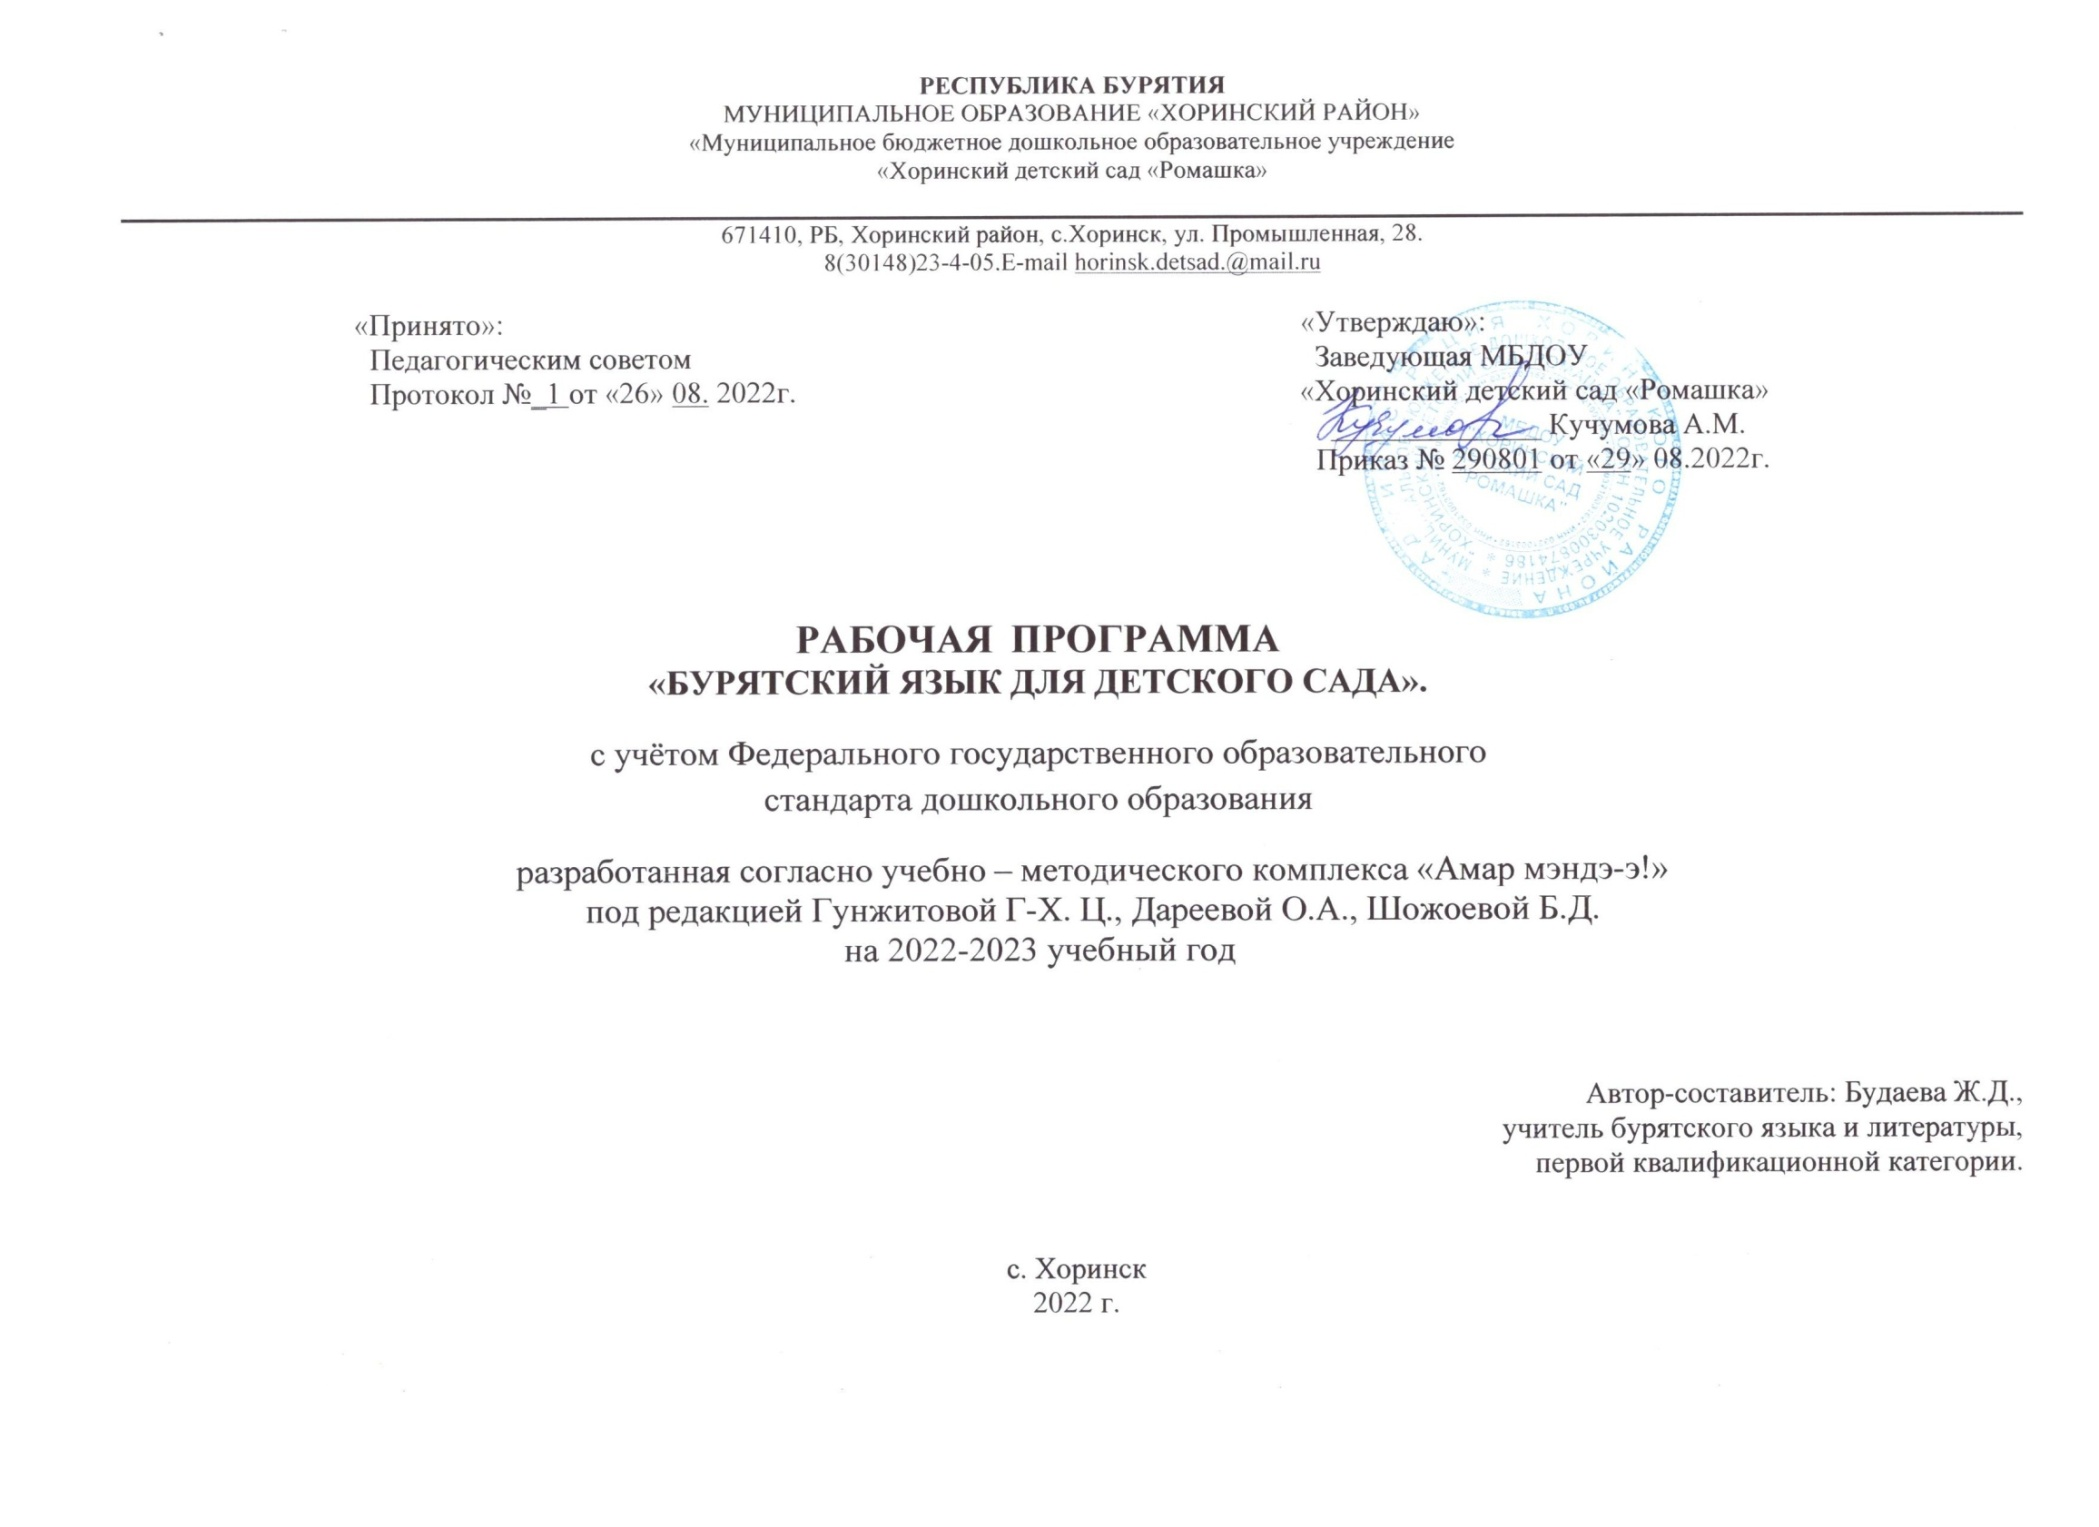 РЕСПУБЛИКА БУРЯТИЯ
МУНИЦИПАЛЬНОЕ ОБРАЗОВАНИЕ «ХОРИНСКИЙ РАЙОН»
«Муниципальное бюджетное дошкольное образовательное учреждение
«Хоринский детский сад «Ромашка»
671410, РБ, Хоринский район, с.Хоринск, ул. Промышленная, 28.
8(30148)23-4-05.E-mail horinsk.detsad.@mail.ru
«Принято»:
Педагогическим советом
Протокол №_1 от «26» 08. 2022г.
«Утверждаю»:
Заведующая МБДОУ
«Хоринский детский сад «Ромашка»
Кучумова А.М.
Приказ № 290801 от «29» 08.2022г.
РАБОЧАЯ ПРОГРАММА
«БУРЯТСКИЙ ЯЗЫК ДЛЯ ДЕТСКОГО САДА».
с учётом Федерального государственного образовательного
стандарта дошкольного образования
разработанная согласно учебно – методического комплекса «Амар мэндэ-э!»
под редакцией Гунжитовой Г-Х. Ц., Дареевой О.А., Шожоевой Б.Д.
на 2022-2023 учебный год
Автор-составитель: Будаева Ж.Д.,
учитель бурятского языка и литературы,
первой квалификационной категории.
с. Хоринск
2022 г.